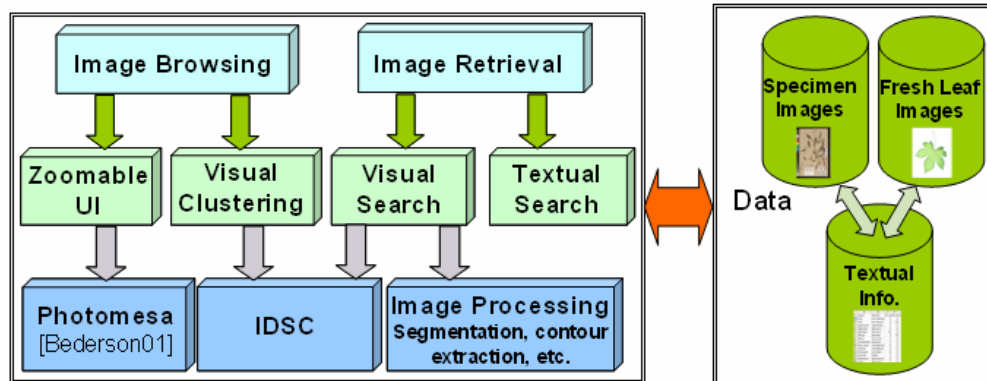 Image Browsing
Image Retrieval
Zoomable
UI
Visual
Clustering
Visual
Search
Textual
Search
Photomesa
[Bederson01]
IDSC
Image Processing
Segmentation, contour
extraction, etc.
Specimen
Images
Fresh Leaf
Images
Data
Textual
Info.